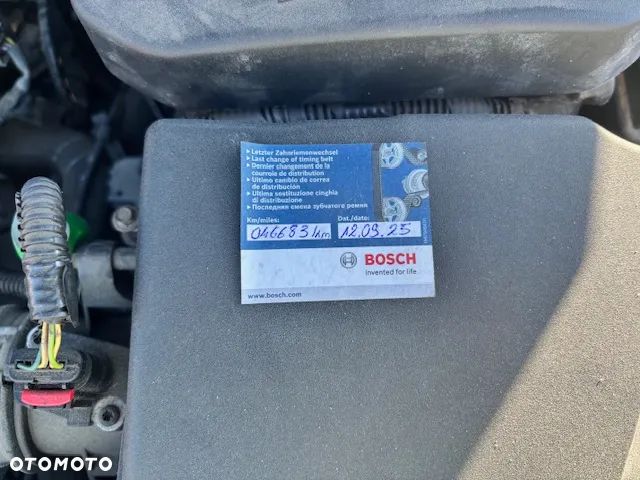 ▸ Letzter Zahnriemenwechsel
▸ Last change of timing belt
▸ Dernier changement de la
courroie de distribution
▸ Ultimo cambio de correa
de distribución
▸ Ultima sostituzione cinghia
di distribuzione
▸ Последняя смена зубчатого ремня
Km/miles: Dat./date:
046683 km 12.09.25
BOSCH
Invented for life
www.bosch.com
OTOMOTO